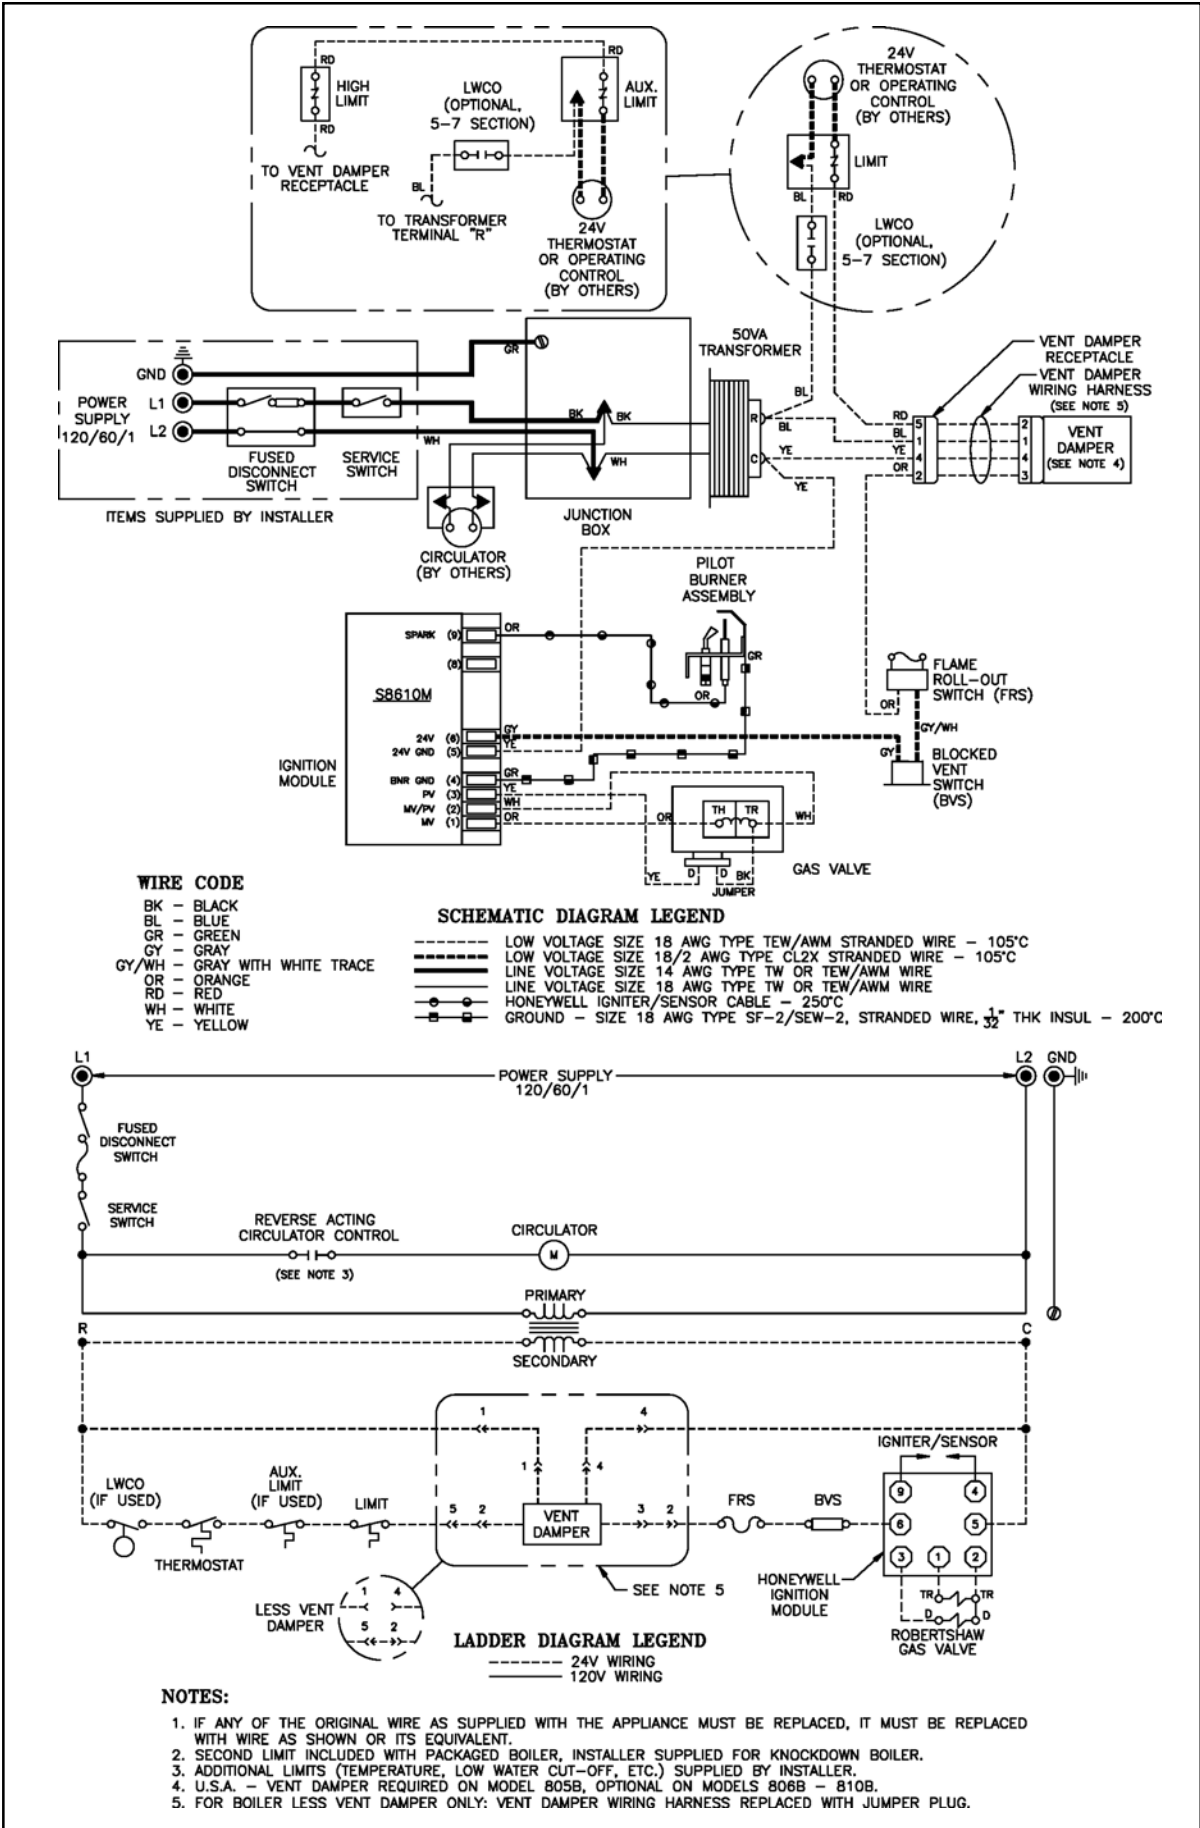 RD
HIGH
LIMIT
RD
TO VENT DAMPER
RECEPTACLE
LWCO
(OPTIONAL,
5-7 SECTION)
BL
TO TRANSFORMER
TERMINAL "R"
RD
AUX.
LIMIT
24V
THERMOSTAT
OR OPERATING
CONTROL
(BY OTHERS)
24V
THERMOSTAT
OR OPERATING
CONTROL
(BY OTHERS)
LIMIT
BL
RD
LWCO
(OPTIONAL,
5-7 SECTION)
GND
POWER
SUPPLY
120/60/1
L1
L2
FUSED
DISCONNECT
SWITCH
SERVICE
SWITCH
ITEMS SUPPLIED BY INSTALLER
GR
BK
BK
WH
WH
JUNCTION
BOX
CIRCULATOR
(BY OTHERS)
50VA
TRANSFORMER
R
C
BL
BL
YE
YE
VENT DAMPER
RECEPTACLE
VENT DAMPER
WIRING HARNESS
(SEE NOTE 5)
RD 5
BL 1
YE 4
OR 2
2
1
4
3
VENT
DAMPER
(SEE NOTE 4)
PILOT
BURNER
ASSEMBLY
GR
OR
SPARK (9) OR
(8)
S8610M
24V (6) GY
24V GND (5) YE
BNR GND (4) GR
PV (3) YE
MV/PV (2) WH
MV (1) OR
IGNITION
MODULE
FLAME
ROLL-OUT
SWITCH (FRS)
OR
GY/WH
GY
BLOCKED
VENT
SWITCH
(BVS)
OR
TH TR
WH
GAS VALVE
YE
D D BK
JUMPER
WIRE CODE
BK - BLACK
BL - BLUE
GR - GREEN
GY - GRAY
GY/WH - GRAY WITH WHITE TRACE
OR - ORANGE
RD - RED
WH - WHITE
YE - YELLOW
SCHEMATIC DIAGRAM LEGEND
LOW VOLTAGE SIZE 18 AWG TYPE TEW/AWM STRANDED WIRE - 105°C
LOW VOLTAGE SIZE 18/2 AWG TYPE CL2X STRANDED WIRE - 105°C
LINE VOLTAGE SIZE 14 AWG TYPE TW OR TEW/AWM WIRE
LINE VOLTAGE SIZE 18 AWG TYPE TW OR TEW/AWM WIRE
HONEYWELL IGNITER/SENSOR CABLE - 250°C
GROUND - SIZE 18 AWG TYPE SF-2/SEW-2, STRANDED WIRE, 1/32" THK INSUL - 200°C
L1
POWER SUPPLY
120/60/1
L2 GND
FUSED
DISCONNECT
SWITCH
SERVICE
SWITCH
REVERSE ACTING
CIRCULATOR CONTROL
(SEE NOTE 3)
CIRCULATOR
M
PRIMARY
R
C
SECONDARY
1
4
1
4
LWCO
(IF USED)
THERMOSTAT
AUX.
LIMIT
(IF USED)
LIMIT
5 2
VENT
DAMPER
3 2
FRS
BVS
IGNITER/SENSOR
9 4
6 5
3 1 2
HONEYWELL
IGNITION
MODULE
TR TR
D D
ROBERTSHAW
GAS VALVE
SEE NOTE 5
LESS VENT
DAMPER
1 4
5 2
LADDER DIAGRAM LEGEND
24V WIRING
120V WIRING
NOTES:
1. IF ANY OF THE ORIGINAL WIRE AS SUPPLIED WITH THE APPLIANCE MUST BE REPLACED, IT MUST BE REPLACED
WITH WIRE AS SHOWN OR ITS EQUIVALENT.
2. SECOND LIMIT INCLUDED WITH PACKAGED BOILER, INSTALLER SUPPLIED FOR KNOCKDOWN BOILER.
3. ADDITIONAL LIMITS (TEMPERATURE, LOW WATER CUT-OFF, ETC.) SUPPLIED BY INSTALLER.
4. U.S.A. - VENT DAMPER REQUIRED ON MODEL 805B, OPTIONAL ON MODELS 806B - 810B.
5. FOR BOILER LESS VENT DAMPER ONLY: VENT DAMPER WIRING HARNESS REPLACED WITH JUMPER PLUG.